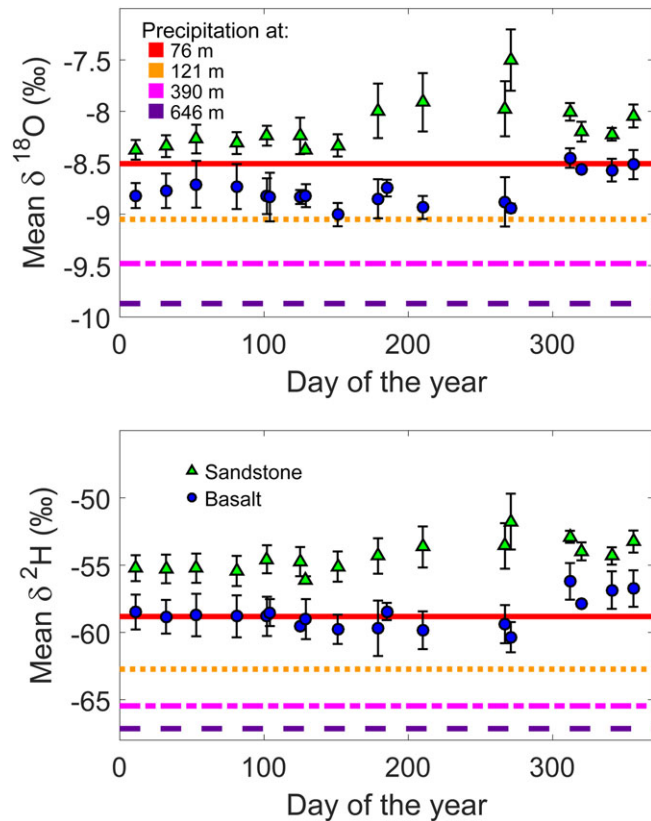 Precipitation at:
76 m
121 m
390 m
646 m
-7.5
-8
-8.5
-9
-9.5
-10
Mean δ 18O (‰)
0
100
200
300
Day of the year
Sandstone
Basalt
-50
-55
-60
-65
Mean δ 2H (‰)
0
100
200
300
Day of the year